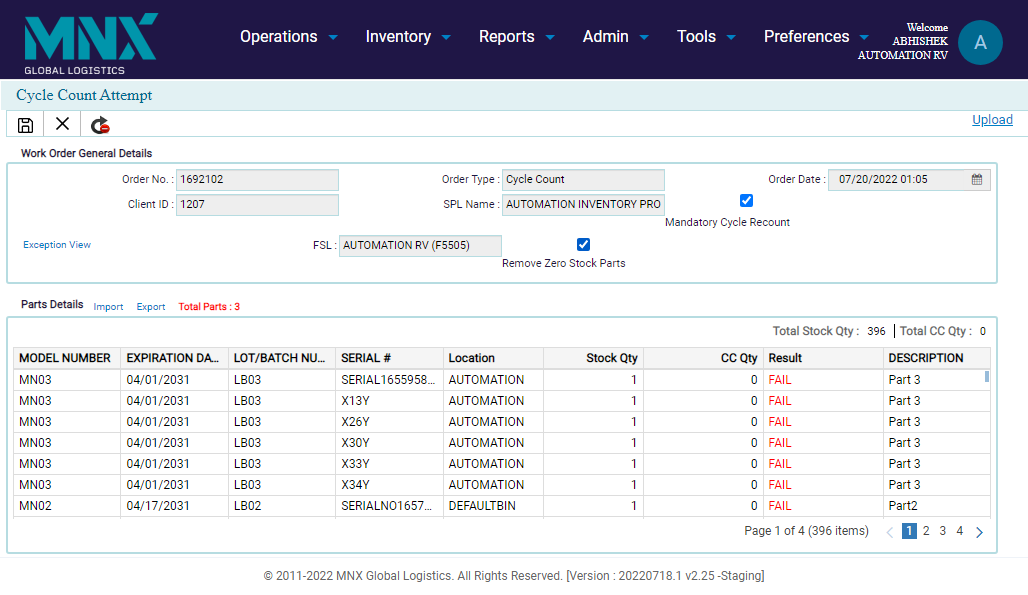 MNX
GLOBAL LOGISTICS
Operations Inventory Reports Admin Tools Preferences
Welcome
ABHISHEK
AUTOMATION RV
A
Cycle Count Attempt
Upload
Work Order General Details
Order No. : 1692102 Order Type : Cycle Count Order Date : 07/20/2022 01:05
Client ID : 1207 SPL Name : AUTOMATION INVENTORY PRO
Mandatory Cycle Recount
Exception View FSL : AUTOMATION RV (F5505)
Remove Zero Stock Parts
Parts Details Import Export Total Parts : 3
Total Stock Qty : 396 Total CC Qty : 0
MODEL NUMBER EXPIRATION DA... LOT/BATCH NU... SERIAL # Location Stock Qty CC Qty Result DESCRIPTION
MN03 04/01/2031 LB03 SERIAL1655958... AUTOMATION 1 0 FAIL Part 3
MN03 04/01/2031 LB03 X13Y AUTOMATION 1 0 FAIL Part 3
MN03 04/01/2031 LB03 X26Y AUTOMATION 1 0 FAIL Part 3
MN03 04/01/2031 LB03 X30Y AUTOMATION 1 0 FAIL Part 3
MN03 04/01/2031 LB03 X33Y AUTOMATION 1 0 FAIL Part 3
MN03 04/01/2031 LB03 X34Y AUTOMATION 1 0 FAIL Part 3
MN02 04/17/2031 LB02 SERIALNO1657... DEFAULTBIN 1 0 FAIL Part2
Page 1 of 4 (396 items) 1 2 3 4
© 2011-2022 MNX Global Logistics. All Rights Reserved. [Version : 20220718.1 v2.25 -Staging]